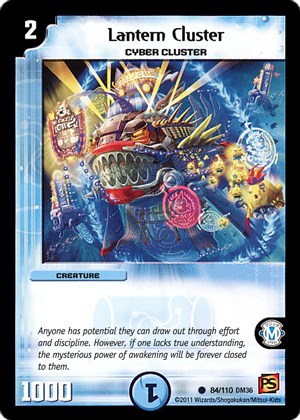 2
Lantern Cluster
CYBER CLUSTER
CREATURE
Anyone has potential they can draw out through effort
and discipline. However, if one lacks true understanding,
the mysterious power of awakening will be forever closed
to them.
1000
1
84/110 DM36
PS
©2011 Wizards/Shogakukan/Mitsui-Kids